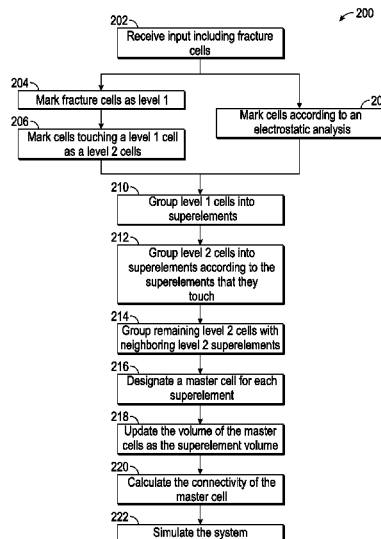 200
202
Receive input including fracture
cells
204
Mark fracture cells as level 1
206
Mark cells touching a level 1 cell
as a level 2 cells
Mark cells according to an
electrostatic analysis
210
Group level 1 cells into
superelements
212
Group level 2 cells into
superelements according to the
superelements that they
touch
214
Group remaining level 2 cells with
neighboring level 2 superelements
216
Designate a master cell for each
superelement
218
Update the volume of the master
cells as the superelement volume
220
Calculate the connectivity of the
master cell
222
Simulate the system